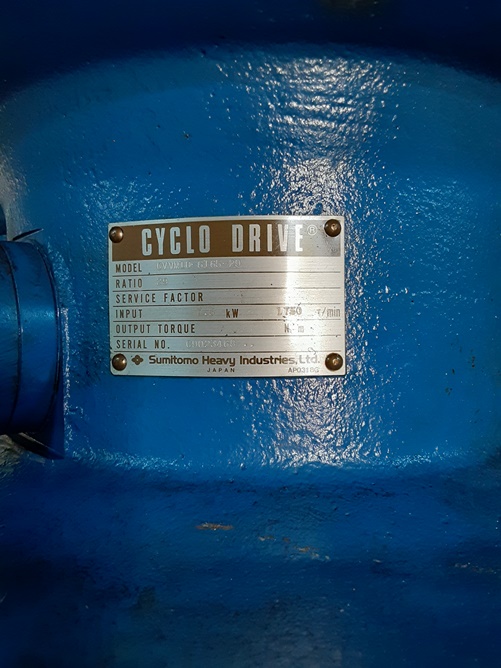 CYCLO DRIVE®
MODEL
RATIO
SERVICE FACTOR
INPUT kW 1750 r/min
OUTPUT TORQUE N·m
SERIAL NO.
Sumitomo Heavy Industries, Ltd.
JAPAN AP031BG